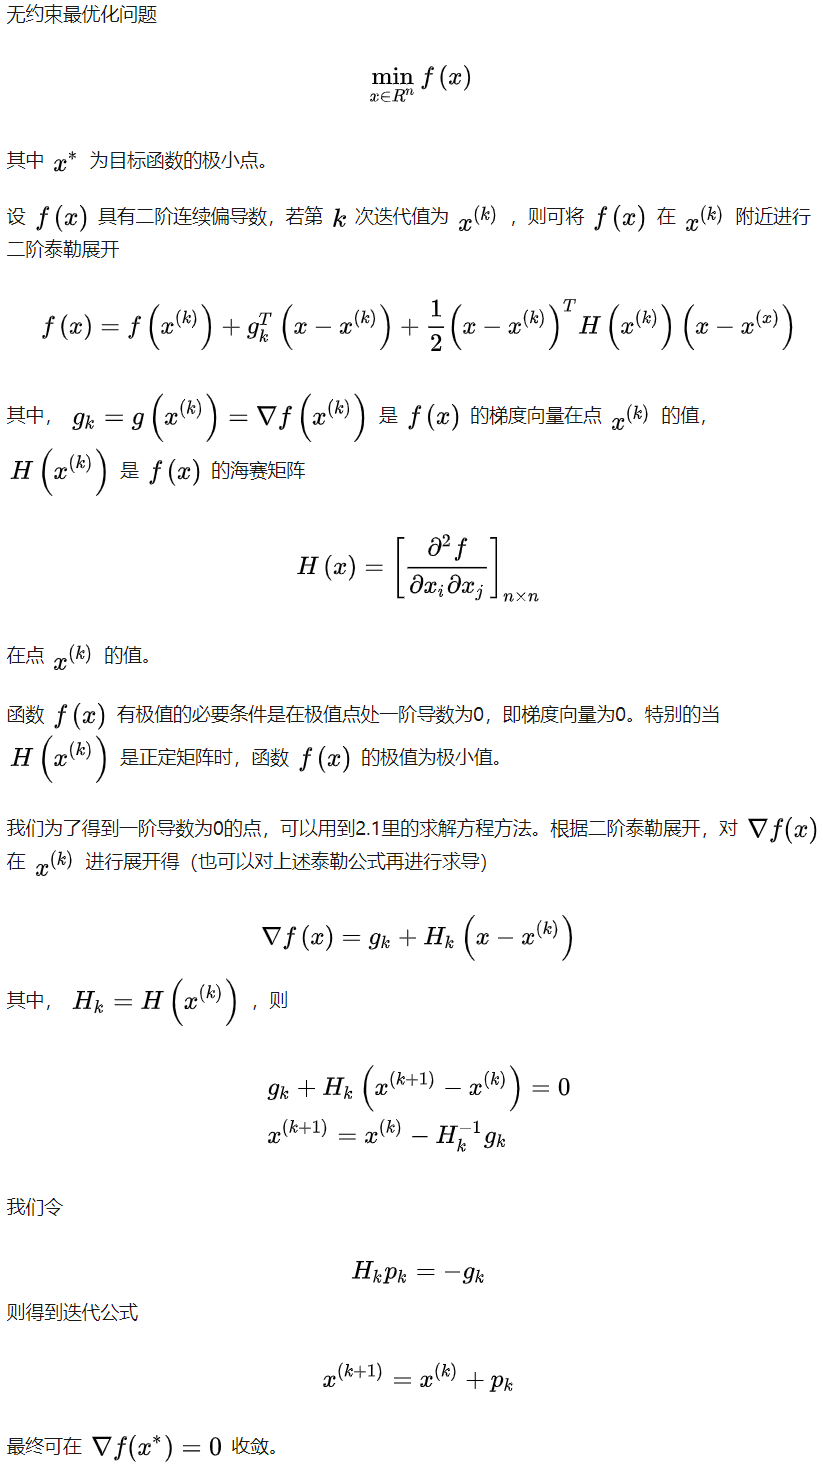 无约束最优化问题
$$\min_{x \in R^n} f(x)$$
其中 $x^*$ 为目标函数的极小点。
设 $f(x)$ 具有二阶连续偏导数，若第 $k$ 次迭代值为 $x^{(k)}$ ，则可将 $f(x)$ 在 $x^{(k)}$ 附近进行
二阶泰勒展开
$$f(x) = f\left(x^{(k)}\right) + g_k^T \left(x - x^{(k)}\right) + \frac{1}{2} \left(x - x^{(k)}\right)^T H\left(x^{(k)}\right) \left(x - x^{(x)}\right)$$
其中， $g_k = g\left(x^{(k)}\right) = \nabla f\left(x^{(k)}\right)$ 是 $f(x)$ 的梯度向量在点 $x^{(k)}$ 的值，
$H\left(x^{(k)}\right)$ 是 $f(x)$ 的海赛矩阵
$$H(x) = \left[\frac{\partial^2 f}{\partial x_i \partial x_j}\right]_{n \times n}$$
在点 $x^{(k)}$ 的值。
函数 $f(x)$ 有极值的必要条件是在极值点处一阶导数为0，即梯度向量为0。特别的当
$H\left(x^{(k)}\right)$ 是正定矩阵时，函数 $f(x)$ 的极值为极小值。
我们为了得到一阶导数为0的点，可以用到2.1里的求解方程方法。根据二阶泰勒展开，对 $\nabla f(x)$
在 $x^{(k)}$ 进行展开得（也可以对上述泰勒公式再进行求导）
$$\nabla f(x) = g_k + H_k \left(x - x^{(k)}\right)$$
其中， $H_k = H\left(x^{(k)}\right)$ ，则
$$g_k + H_k \left(x^{(k+1)} - x^{(k)}\right) = 0$$
$$x^{(k+1)} = x^{(k)} - H_k^{-1} g_k$$
我们令
$$H_k p_k = -g_k$$
则得到迭代公式
$$x^{(k+1)} = x^{(k)} + p_k$$
最终可在 $\nabla f(x^*) = 0$ 收敛。